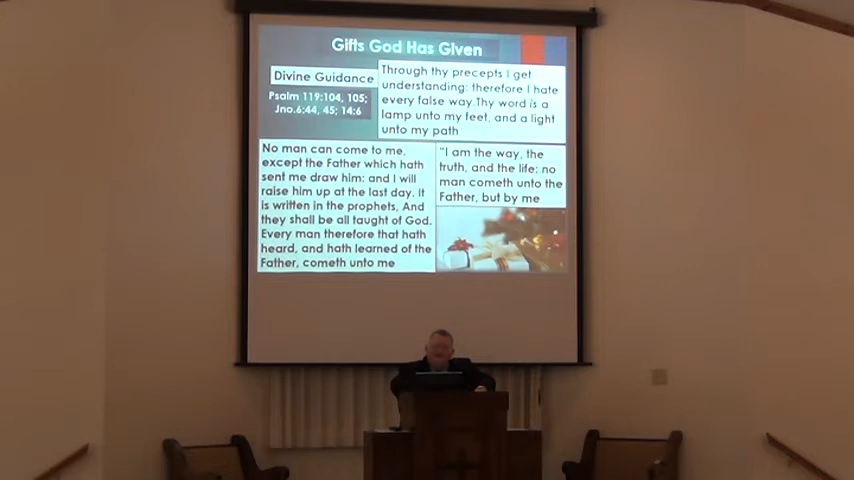 Gifts God Has Given
Divine Guidance
Psalm 119:104, 105;
Jno.6:44, 45; 14:6
Through thy precepts I get
understanding: therefore I hate
every false way.Thy word is a
lamp unto my feet, and a light
unto my path
No man can come to me,
except the Father which hath
sent me draw him: and I will
raise him up at the last day. It
is written in the prophets, And
they shall be all taught of God.
Every man therefore that hath
heard, and hath learned of the
Father, cometh unto me
"I am the way, the
truth, and the life: no
man cometh unto the
Father, but by me